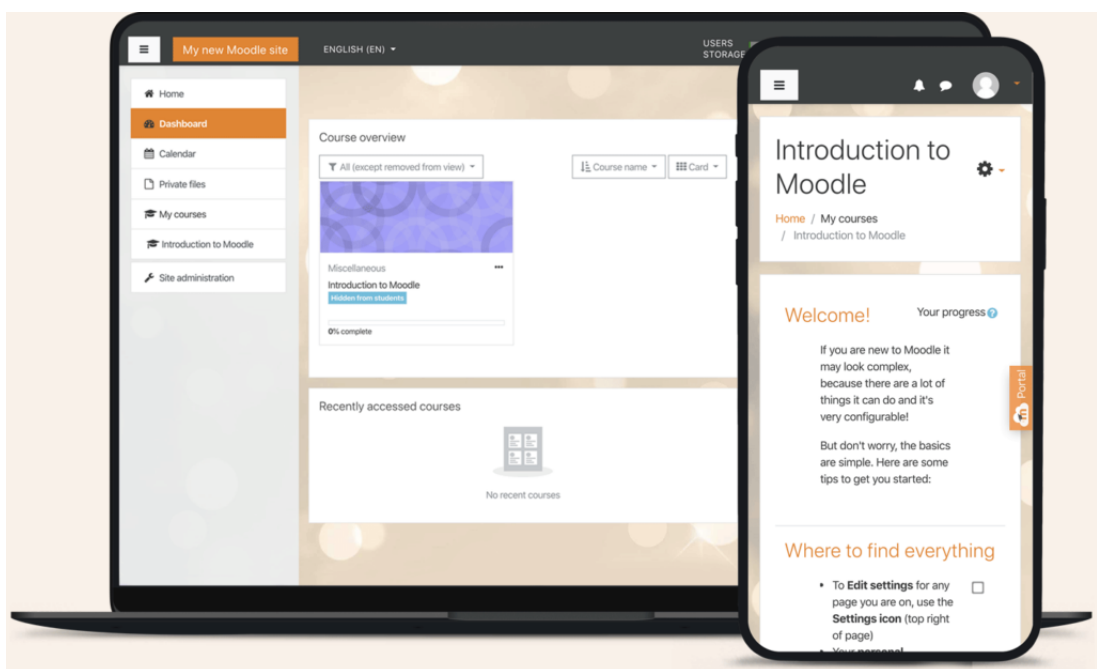 My new Moodle site
ENGLISH (EN)
USERS
STORAGE
Home
Dashboard
Calendar
Private files
My courses
Introduction to Moodle
Site administration
Course overview
All (except removed from view)
Course name
Card
Miscellaneous
Introduction to Moodle
Hidden from students
0% complete
Recently accessed courses
No recent courses
Introduction to
Moodle
Home / My courses
/ Introduction to Moodle
Welcome!
Your progress
If you are new to Moodle it
may look complex,
because there are a lot of
things it can do and it's
very configurable!
But don't worry, the basics
are simple. Here are some
tips to get you started:
m Portal
Where to find everything
• To Edit settings for any
page you are on, use the
Settings icon (top right
of page)
• Your personal